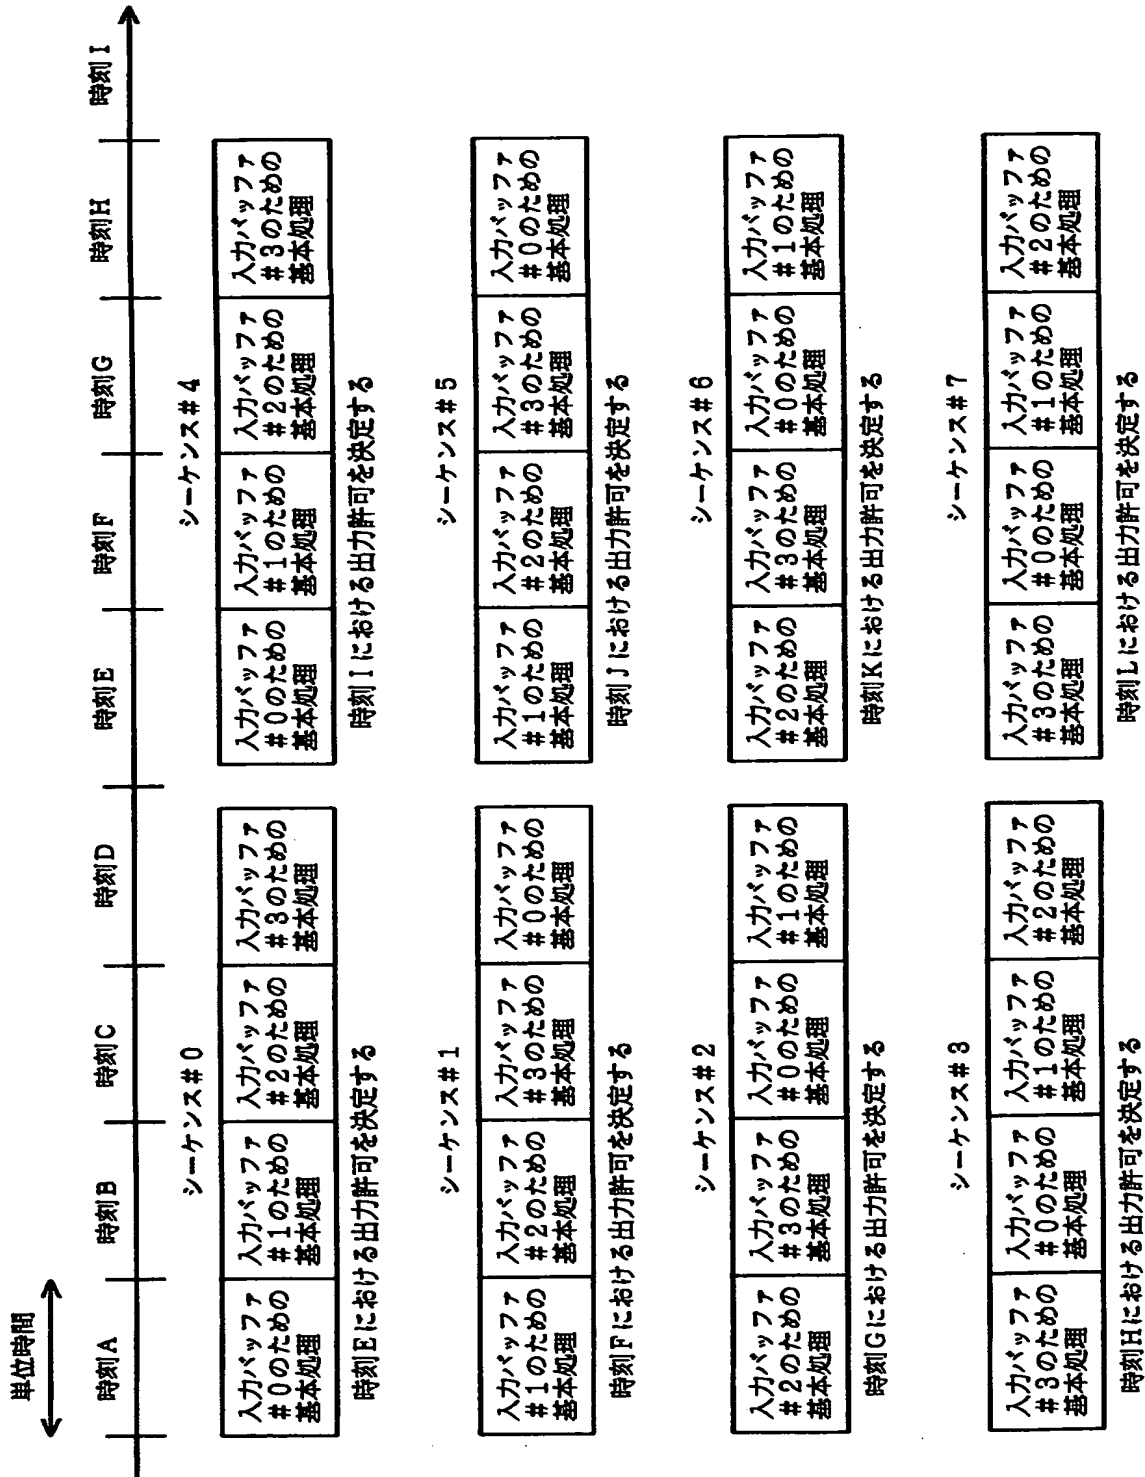 単位時間
時刻A
時刻B
時刻C
時刻D
時刻E
時刻F
時刻G
時刻H
時刻I
シーケンス#0
入力バッファ
#0のための
基本処理
入力バッファ
#1のための
基本処理
入力バッファ
#2のための
基本処理
入力バッファ
#3のための
基本処理
時刻Eにおける出力許可を決定する
シーケンス#4
入力バッファ
#0のための
基本処理
入力バッファ
#1のための
基本処理
入力バッファ
#2のための
基本処理
入力バッファ
#3のための
基本処理
時刻Iにおける出力許可を決定する
シーケンス#1
入力バッファ
#1のための
基本処理
入力バッファ
#2のための
基本処理
入力バッファ
#3のための
基本処理
入力バッファ
#0のための
基本処理
時刻Fにおける出力許可を決定する
シーケンス#5
入力バッファ
#1のための
基本処理
入力バッファ
#2のための
基本処理
入力バッファ
#3のための
基本処理
入力バッファ
#0のための
基本処理
時刻Jにおける出力許可を決定する
シーケンス#2
入力バッファ
#2のための
基本処理
入力バッファ
#3のための
基本処理
入力バッファ
#0のための
基本処理
入力バッファ
#1のための
基本処理
時刻Gにおける出力許可を決定する
シーケンス#6
入力バッファ
#2のための
基本処理
入力バッファ
#3のための
基本処理
入力バッファ
#0のための
基本処理
入力バッファ
#1のための
基本処理
時刻Kにおける出力許可を決定する
シーケンス#3
入力バッファ
#3のための
基本処理
入力バッファ
#0のための
基本処理
入力バッファ
#1のための
基本処理
入力バッファ
#2のための
基本処理
時刻Hにおける出力許可を決定する
シーケンス#7
入力バッファ
#3のための
基本処理
入力バッファ
#0のための
基本処理
入力バッファ
#1のための
基本処理
入力バッファ
#2のための
基本処理
時刻Lにおける出力許可を決定する